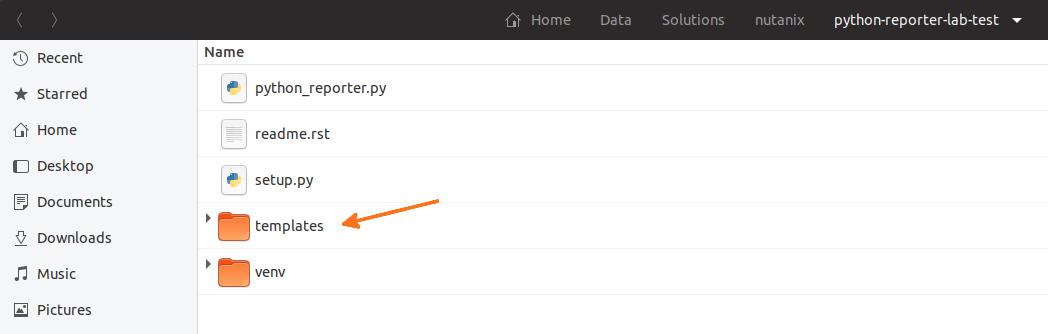 Home Data Solutions nutanix python-reporter-lab-test
Recent
Starred
Home
Desktop
Documents
Downloads
Music
Pictures
Name
python_reporter.py
readme.rst
setup.py
templates
venv